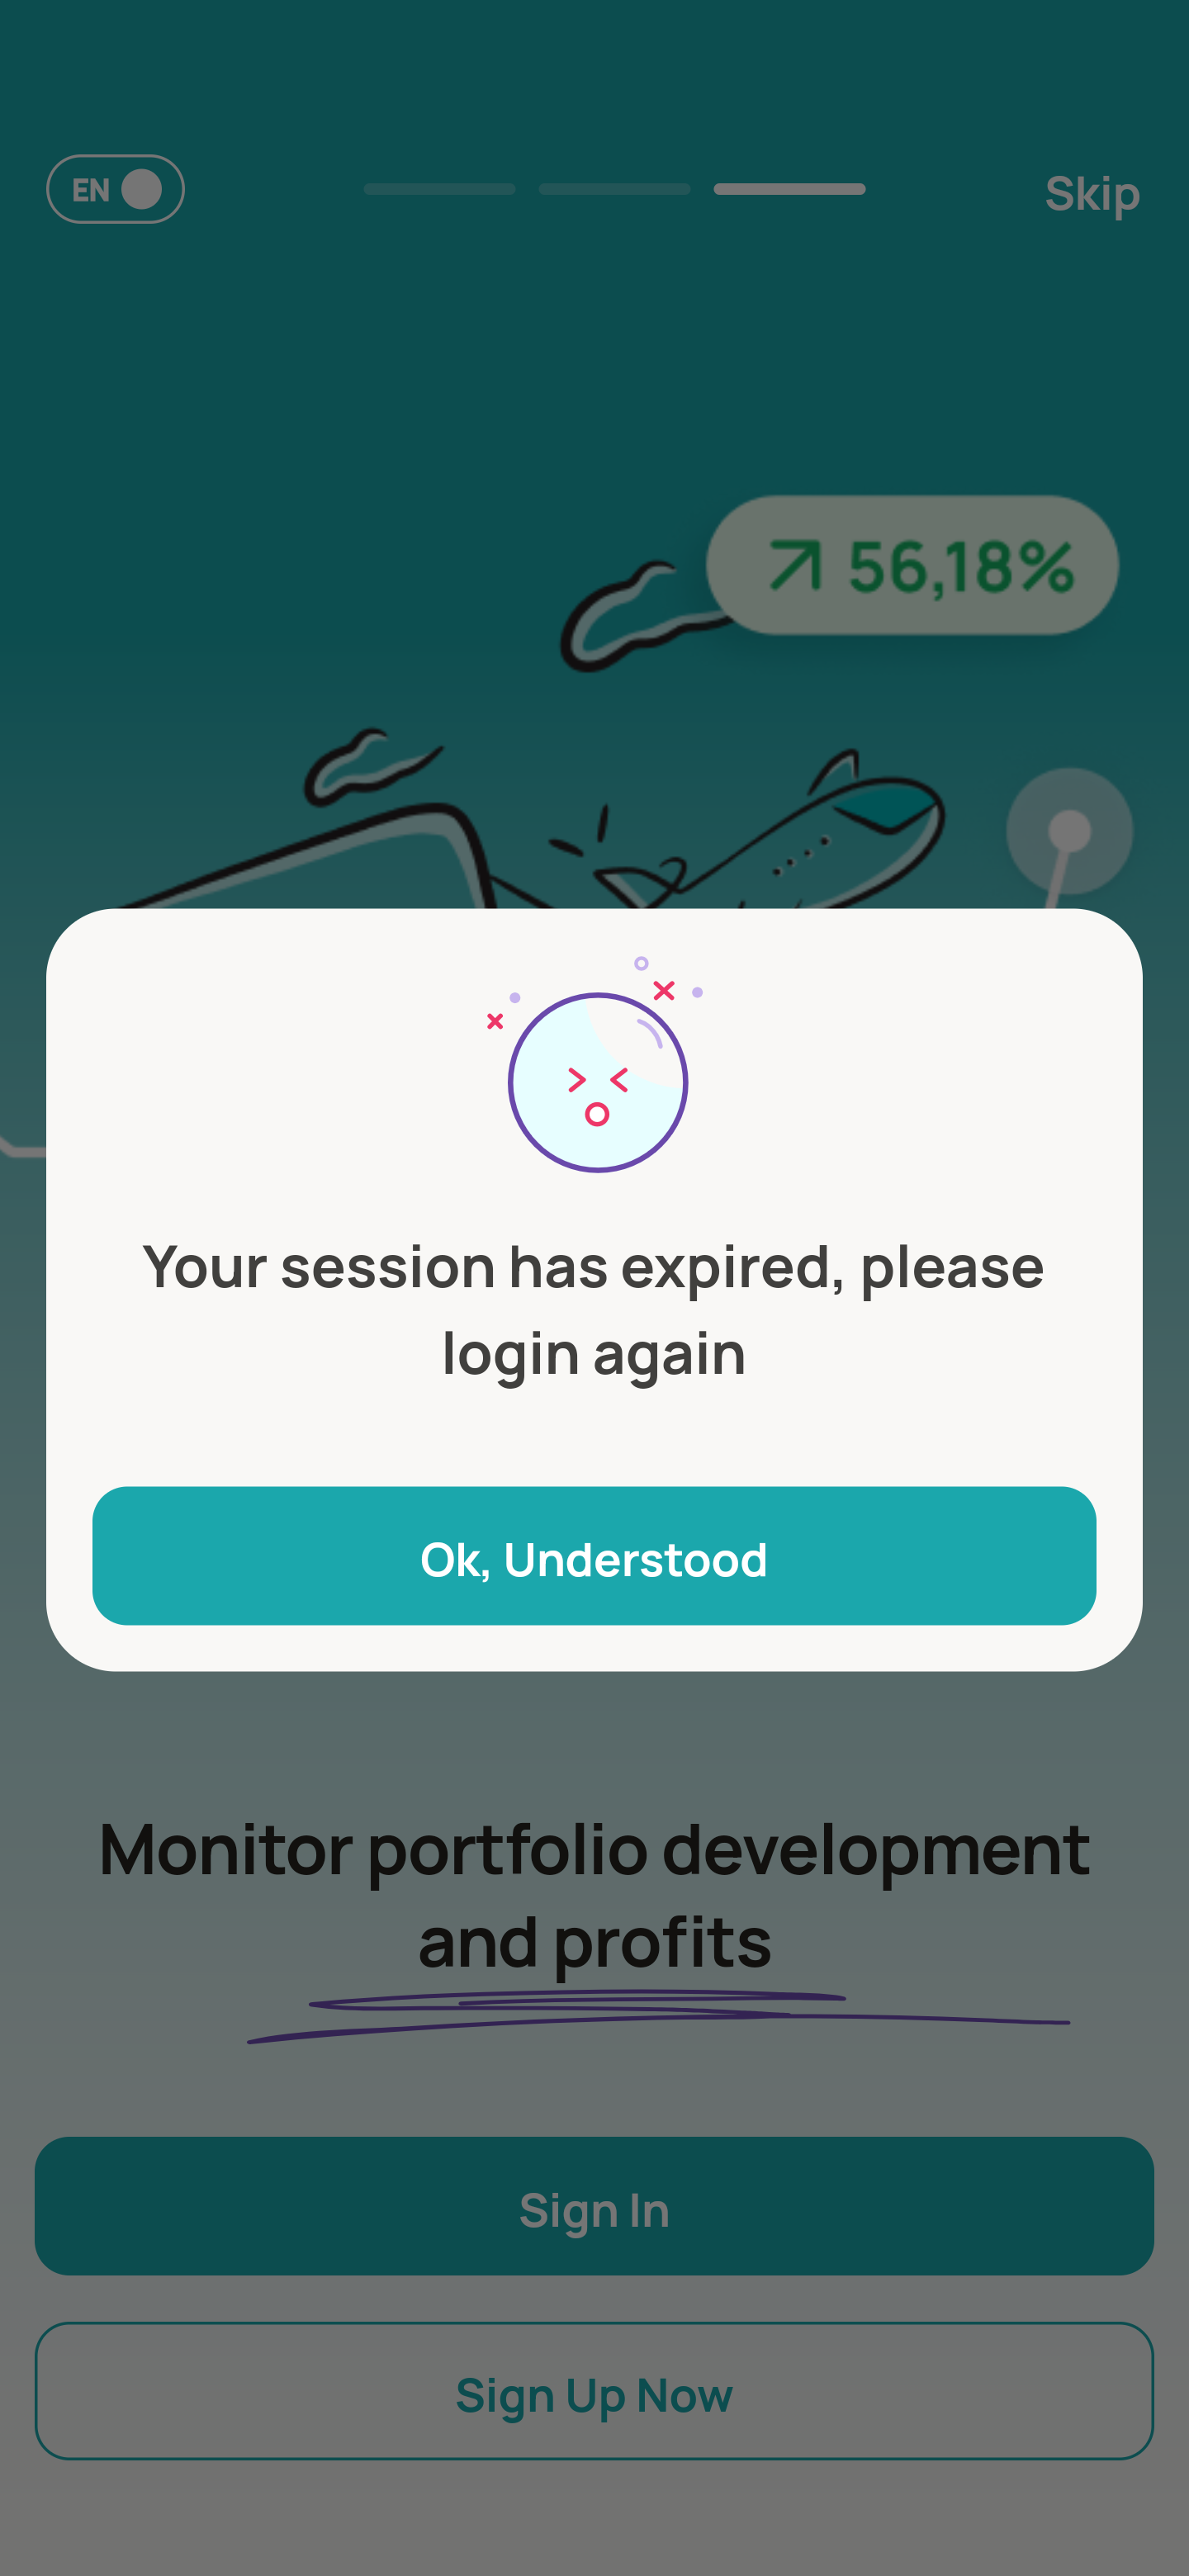 EN
Skip
56,18%
Your session has expired, please
login again
Ok, Understood
Monitor portfolio development
and profits
Sign In
Sign Up Now